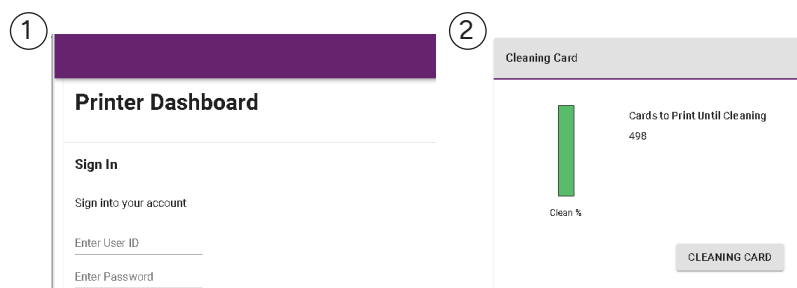 1
Printer Dashboard
Sign In
Sign into your account
Enter User ID
Enter Password
2
Cleaning Card
Cards to Print Until Cleaning
498
Clean %
CLEANING CARD